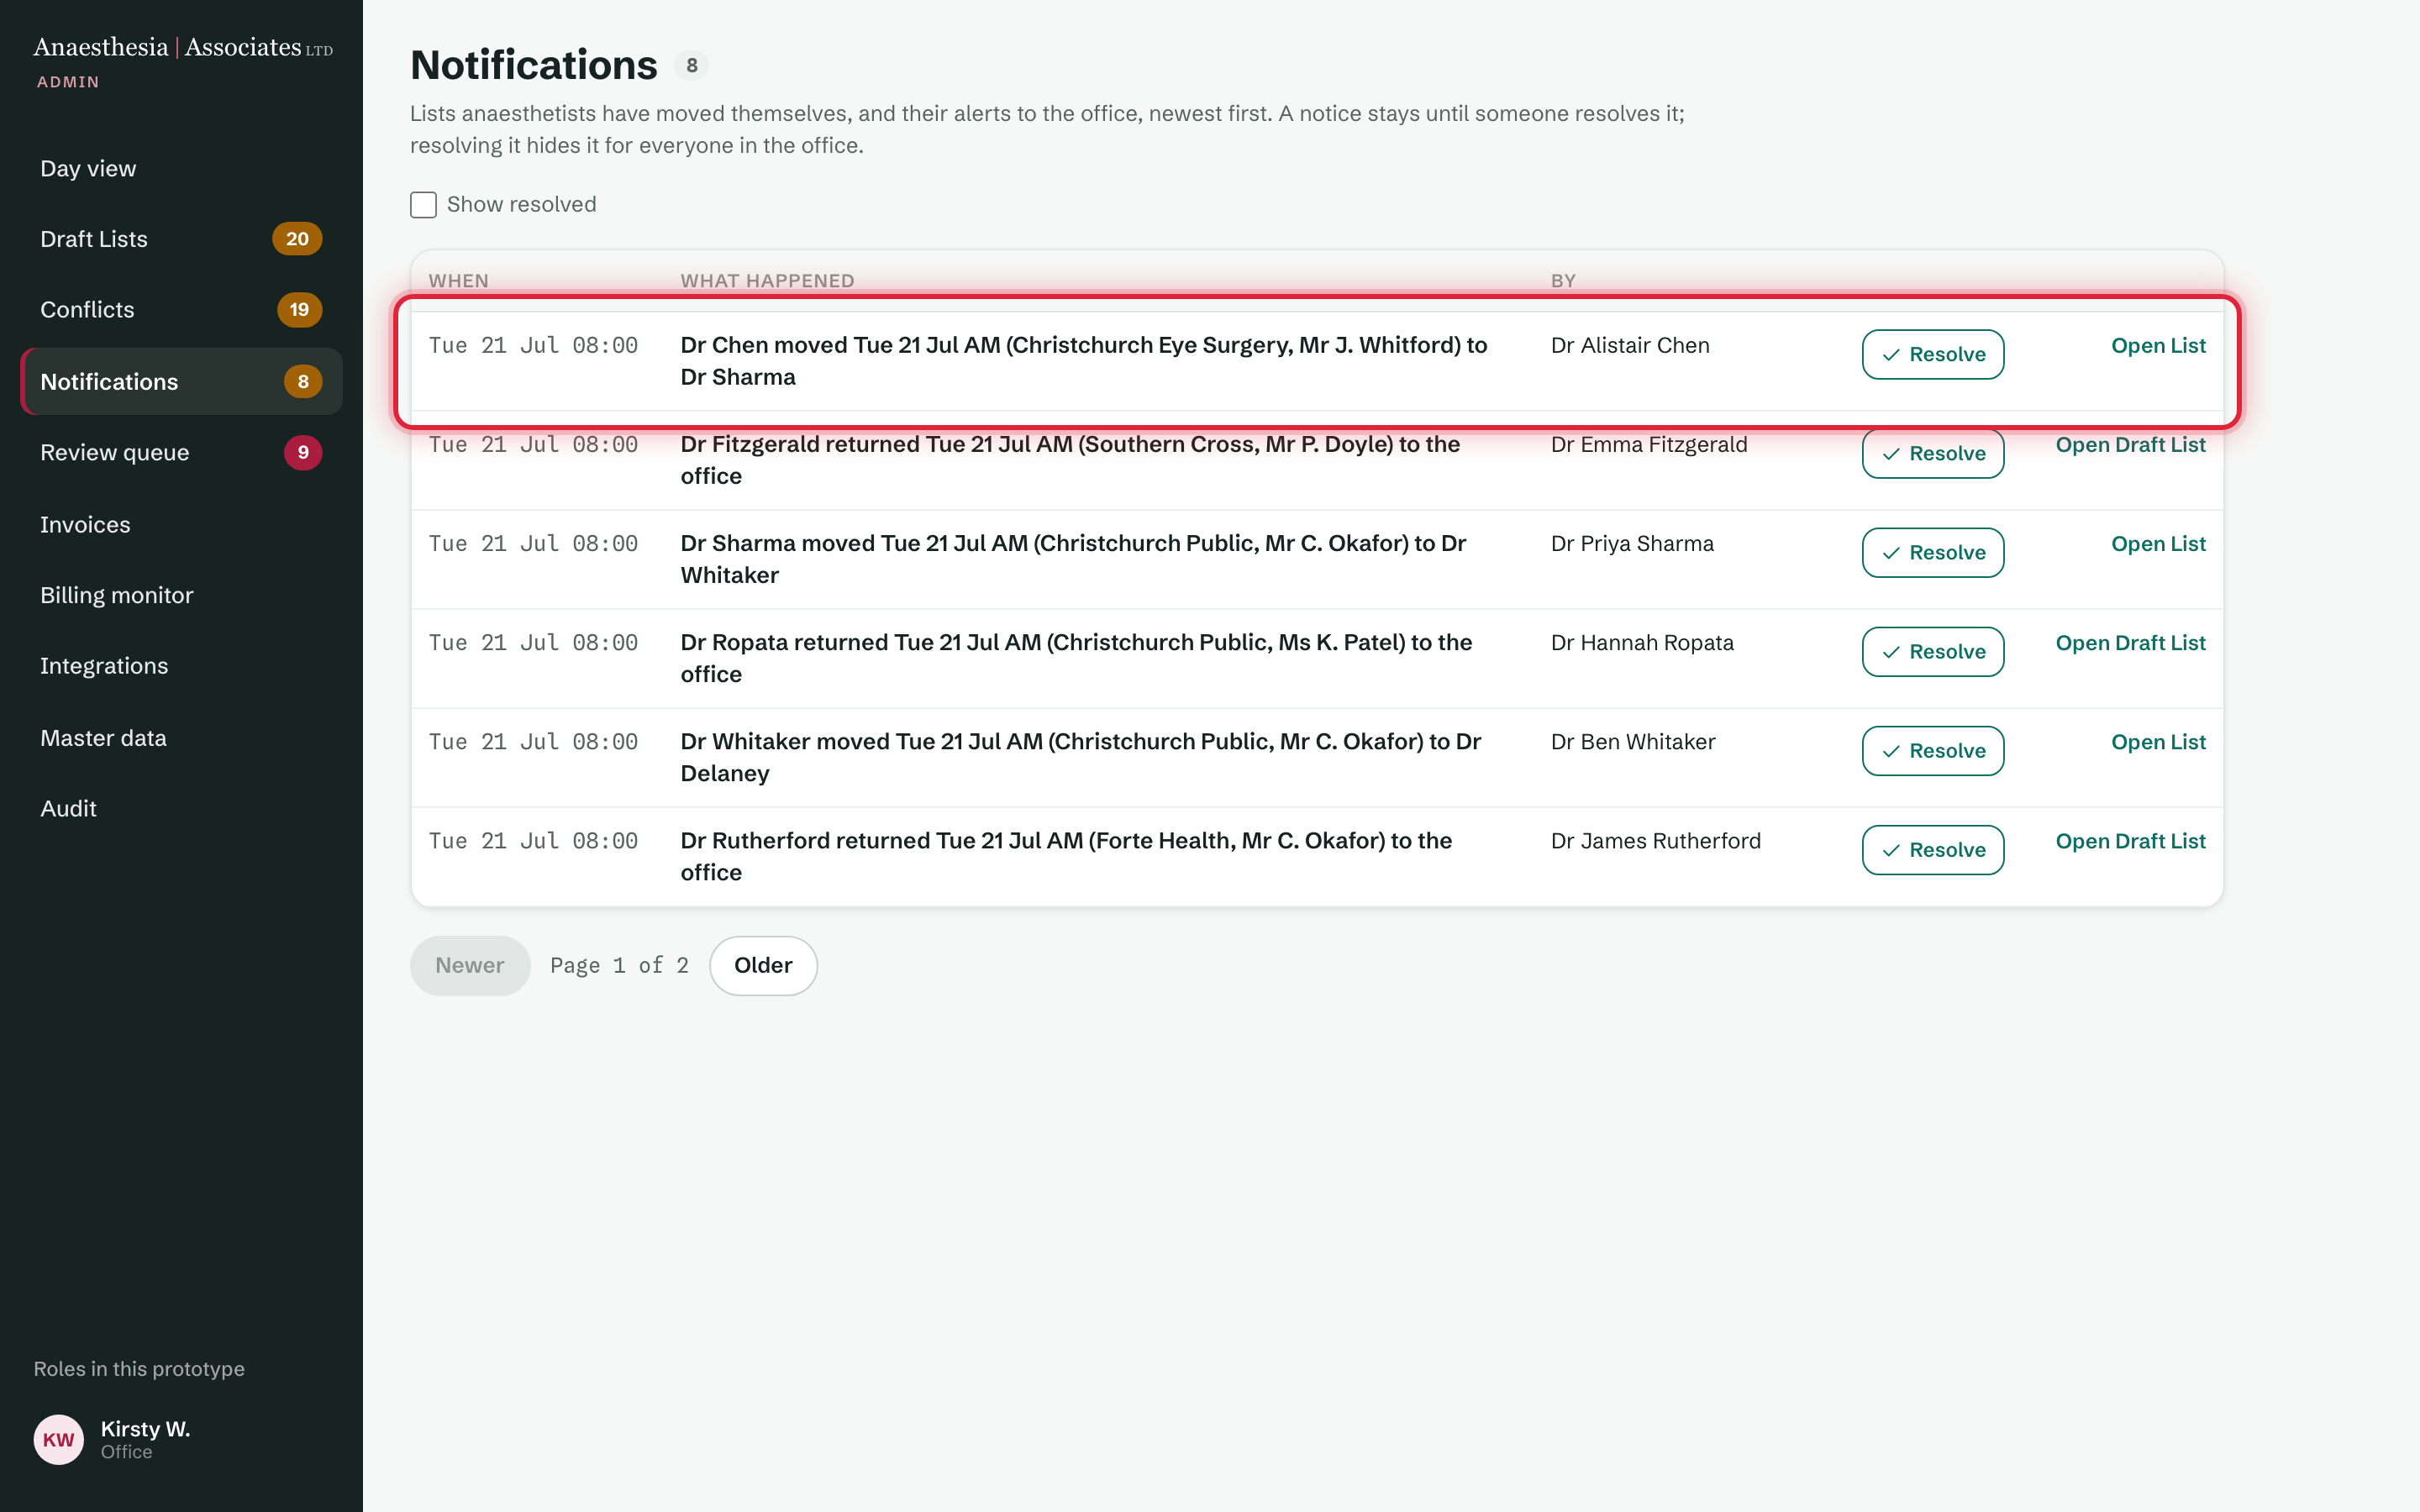 Anaesthesia | Associates LTD
ADMIN
Day view
Draft Lists 20
Conflicts 19
Notifications 8
Review queue 9
Invoices
Billing monitor
Integrations
Master data
Audit
Roles in this prototype
KW Kirsty W.
Office
Notifications 8
Lists anaesthetists have moved themselves, and their alerts to the office, newest first. A notice stays until someone resolves it;
resolving it hides it for everyone in the office.
Show resolved
WHEN WHAT HAPPENED BY
Tue 21 Jul 08:00 Dr Chen moved Tue 21 Jul AM (Christchurch Eye Surgery, Mr J. Whitford) to Dr Alistair Chen Resolve Open List
Dr Sharma
Tue 21 Jul 08:00 Dr Fitzgerald returned Tue 21 Jul AM (Southern Cross, Mr P. Doyle) to the Dr Emma Fitzgerald Resolve Open Draft List
office
Tue 21 Jul 08:00 Dr Sharma moved Tue 21 Jul AM (Christchurch Public, Mr C. Okafor) to Dr Dr Priya Sharma Resolve Open List
Whitaker
Tue 21 Jul 08:00 Dr Ropata returned Tue 21 Jul AM (Christchurch Public, Ms K. Patel) to the Dr Hannah Ropata Resolve Open Draft List
office
Tue 21 Jul 08:00 Dr Whitaker moved Tue 21 Jul AM (Christchurch Public, Mr C. Okafor) to Dr Dr Ben Whitaker Resolve Open List
Delaney
Tue 21 Jul 08:00 Dr Rutherford returned Tue 21 Jul AM (Forte Health, Mr C. Okafor) to the Dr James Rutherford Resolve Open Draft List
office
Newer Page 1 of 2 Older